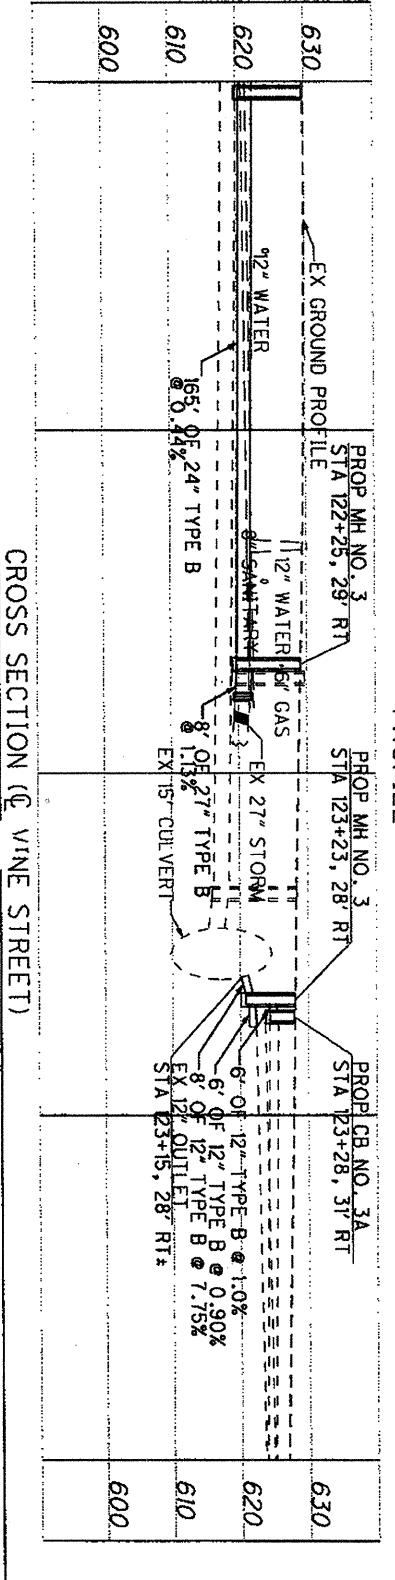 630
620
610
600
EX GROUND PROFILE
12" WATER
165' OF 24" TYPE B
@ 0.44%
PROP MH NO. 3
STA 122+25, 29' RT
12" WATER
6" GAS
8" SANITARY
8' OF 27" TYPE B
@ 1.13%
EX 27" STORM
EX 15' CULVERT
PROP MH NO. 3
STA 123+23, 28' RT
PROP CB NO. 3A
STA 123+28, 31' RT
6' OF 12" TYPE B @ 1.0%
6' OF 12" TYPE B @ 0.90%
8' OF 12" TYPE B @ 7.75%
EX 12" OUTLET
STA 123+15, 28' RT±
630
620
610
600
CROSS SECTION (℄ VINE STREET)